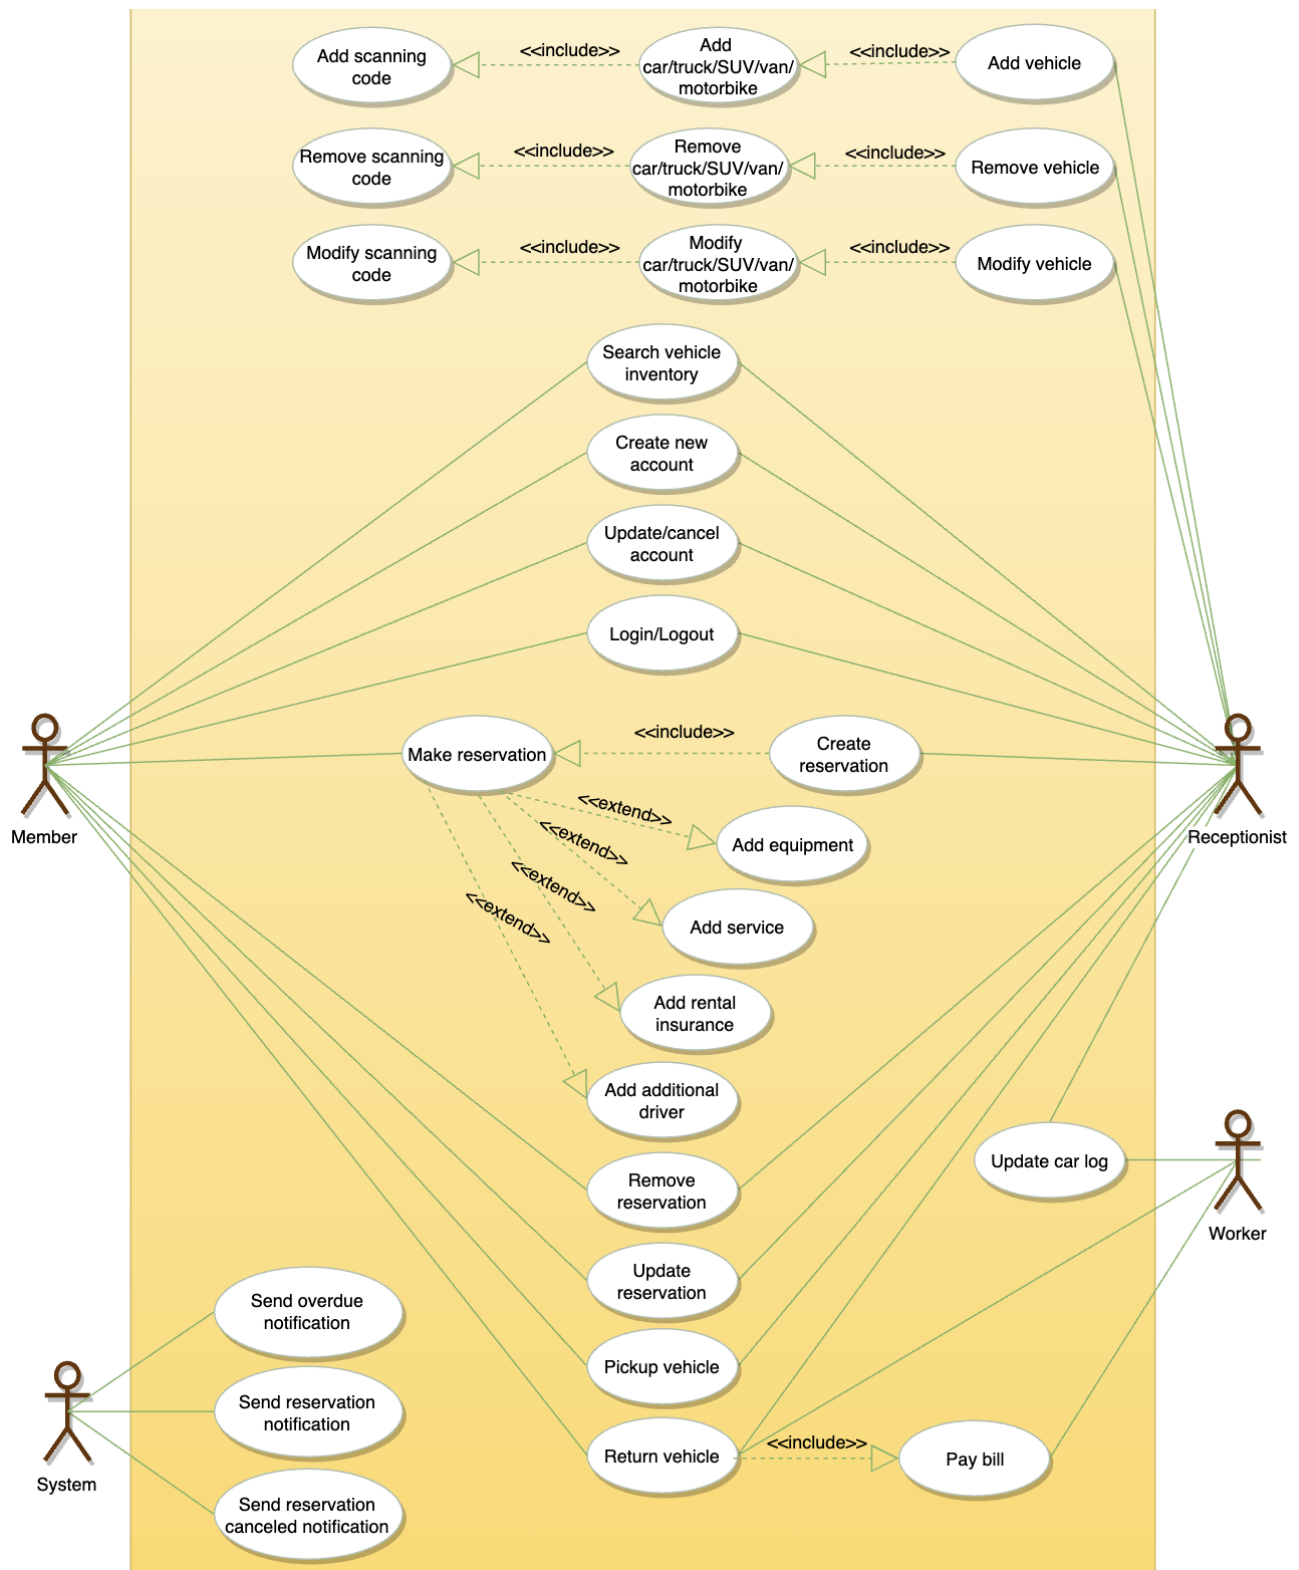 Add scanning
code
<<include>>
Add
car/truck/SUV/van/
motorbike
<<include>>
Add vehicle
Remove scanning
code
<<include>>
Remove
car/truck/SUV/van/
motorbike
<<include>>
Remove vehicle
Modify scanning
code
<<include>>
Modify
car/truck/SUV/van/
motorbike
<<include>>
Modify vehicle
Search vehicle
inventory
Create new
account
Update/cancel
account
Login/Logout
Member
Make reservation
<<include>>
Create
reservation
Receptionist
<<extend>>
Add equipment
<<extend>>
Add service
<<extend>>
Add rental
insurance
<<extend>>
Add additional
driver
Remove
reservation
Update car log
Worker
Update
reservation
Send overdue
notification
Pickup vehicle
Send reservation
notification
Return vehicle
<<include>>
Pay bill
System
Send reservation
canceled notification